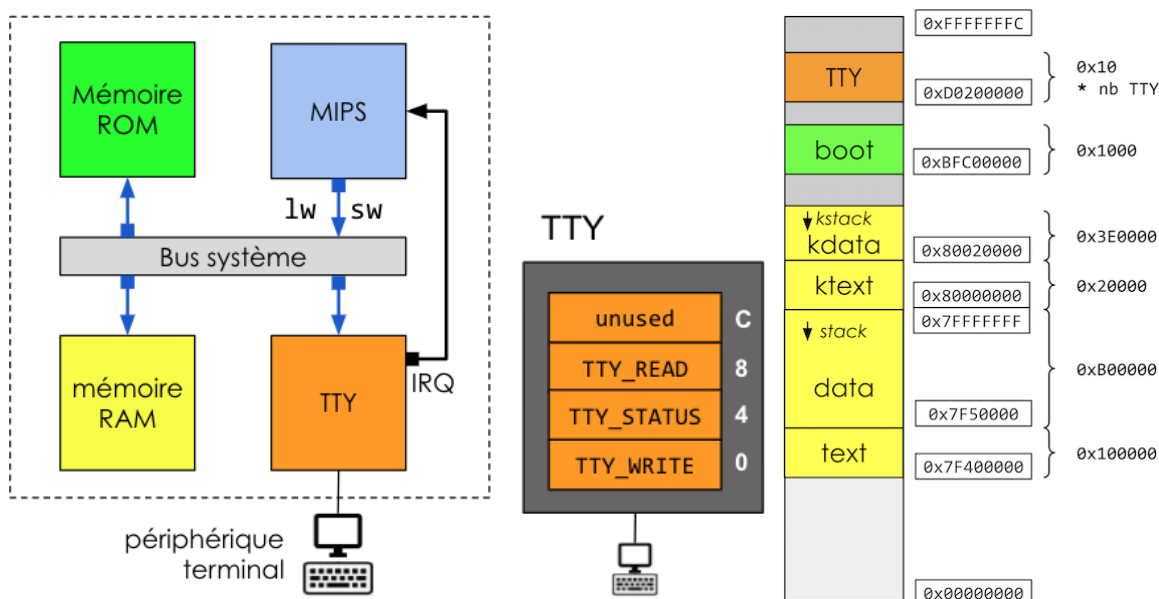 Mémoire
ROM
MIPS
lw sw
Bus système
mémoire
RAM
TTY
IRQ
périphérique
terminal
TTY
unused C
TTY_READ 8
TTY_STATUS 4
TTY_WRITE 0
0xFFFFFFFC
TTY
0xD0200000
0x10
* nb TTY
boot
0xBFC00000
0x1000
kstack
kdata
0x80020000
0x3E0000
ktext
0x80000000
0x20000
0x7FFFFFFF
stack
data
0x7F50000
0xB00000
text
0x7F400000
0x100000
0x00000000